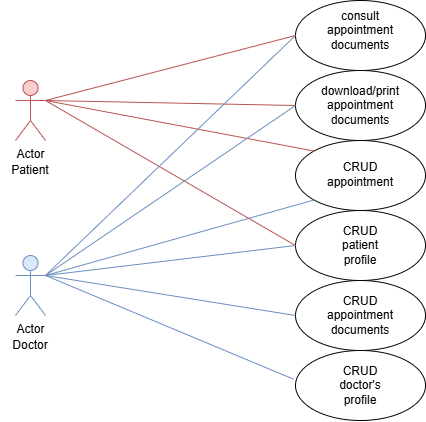 consult
appointment
documents
download/print
appointment
documents
Actor
Patient
CRUD
appointment
CRUD
patient
profile
Actor
Doctor
CRUD
appointment
documents
CRUD
doctor's
profile